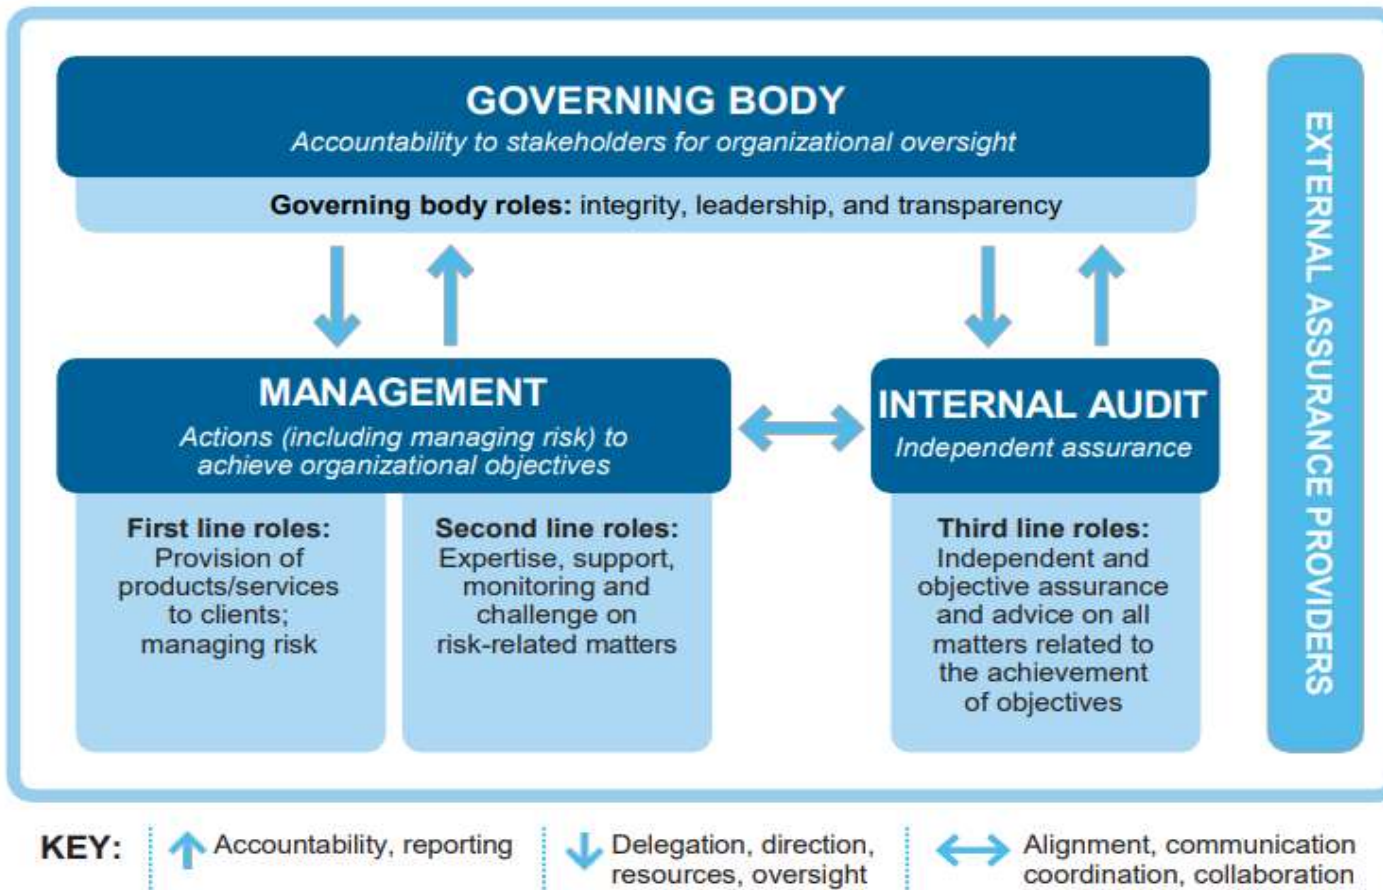 GOVERNING BODY
Accountability to stakeholders for organizational oversight
Governing body roles: integrity, leadership, and transparency
MANAGEMENT
Actions (including managing risk) to
achieve organizational objectives
First line roles:
Provision of
products/services
to clients;
managing risk
Second line roles:
Expertise, support,
monitoring and
challenge on
risk-related matters
INTERNAL AUDIT
Independent assurance
Third line roles:
Independent and
objective assurance
and advice on all
matters related to
the achievement
of objectives
EXTERNAL ASSURANCE PROVIDERS
KEY:
Accountability, reporting
Delegation, direction,
resources, oversight
Alignment, communication
coordination, collaboration